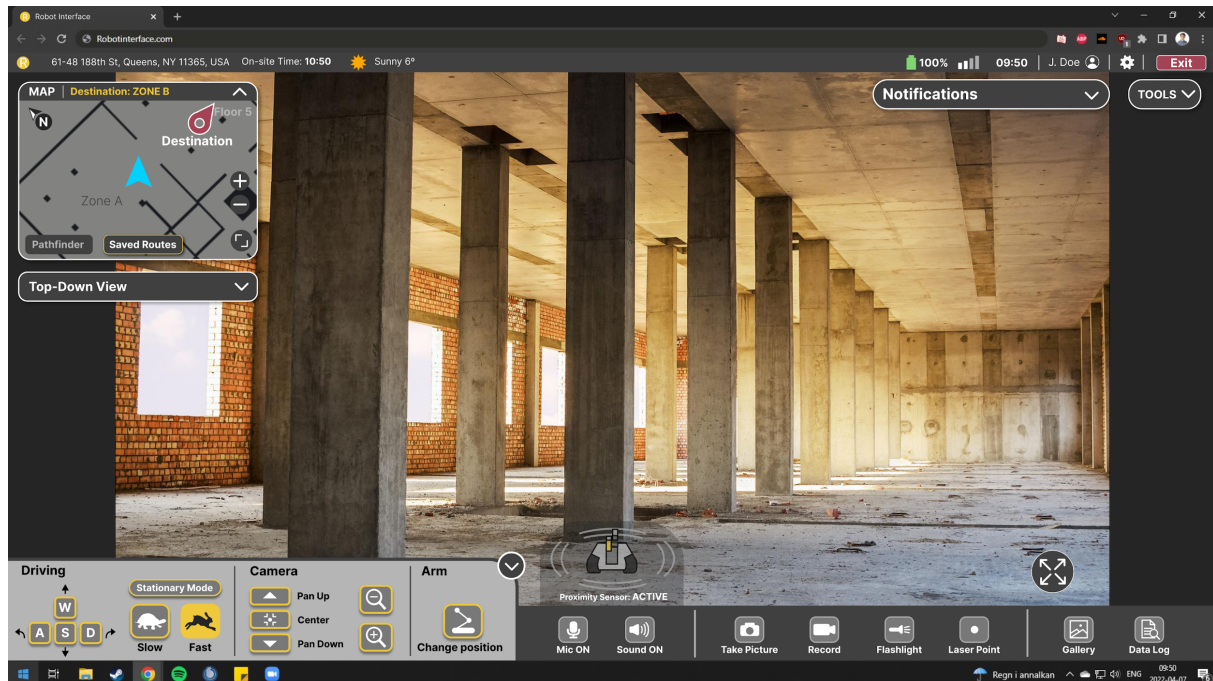 R Robot Interface
Robotinterface.com
R 61-48 188th St, Queens, NY 11365, USA On-site Time: 10:50 Sunny 6° 100% 09:50 | J. Doe | Exit
MAP | Destination: ZONE B
N
Floor 5
Destination
Zone A
Pathfinder Saved Routes
Top-Down View
Notifications
TOOLS
Driving
Stationary Mode
W
A S D
Slow Fast
Camera
Pan Up
Center
Pan Down
Arm
Change position
Proximity Sensor: ACTIVE
Mic ON Sound ON Take Picture Record Flashlight Laser Point Gallery Data Log
Regn i annalkan ENG 09:50
2022-04-07